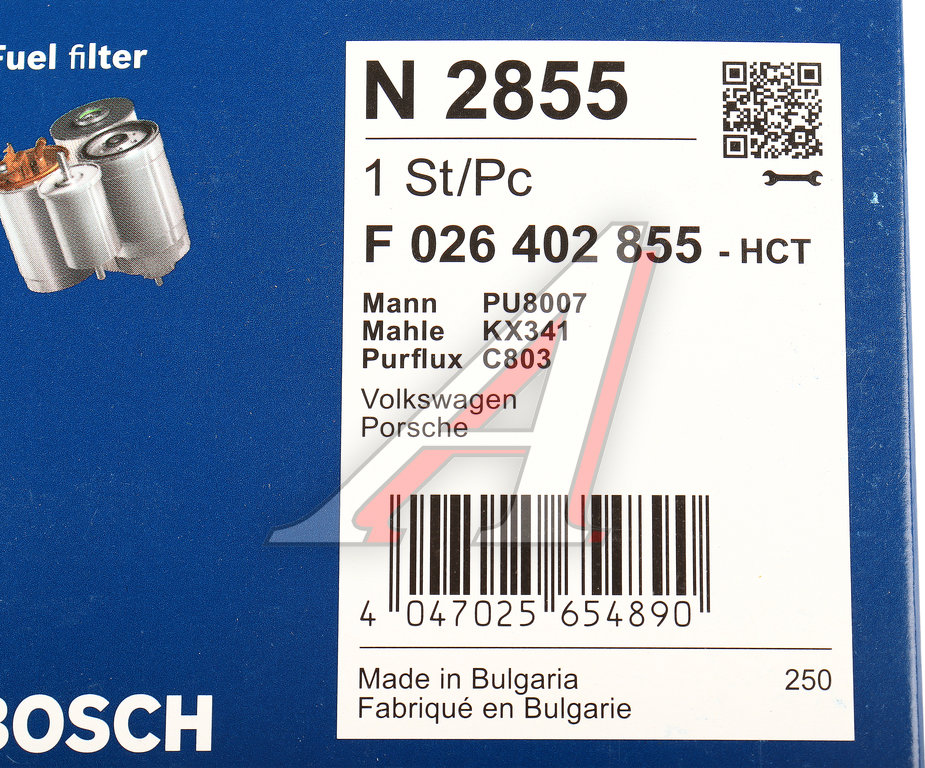 Fuel filter
N 2855
1 St/Pc
F 026 402 855 - HCT
Mann PU8007
Mahle KX341
Purflux C803
Volkswagen
Porsche
4 047025 654890
Made in Bulgaria 250
Fabriqué en Bulgarie
BOSCH